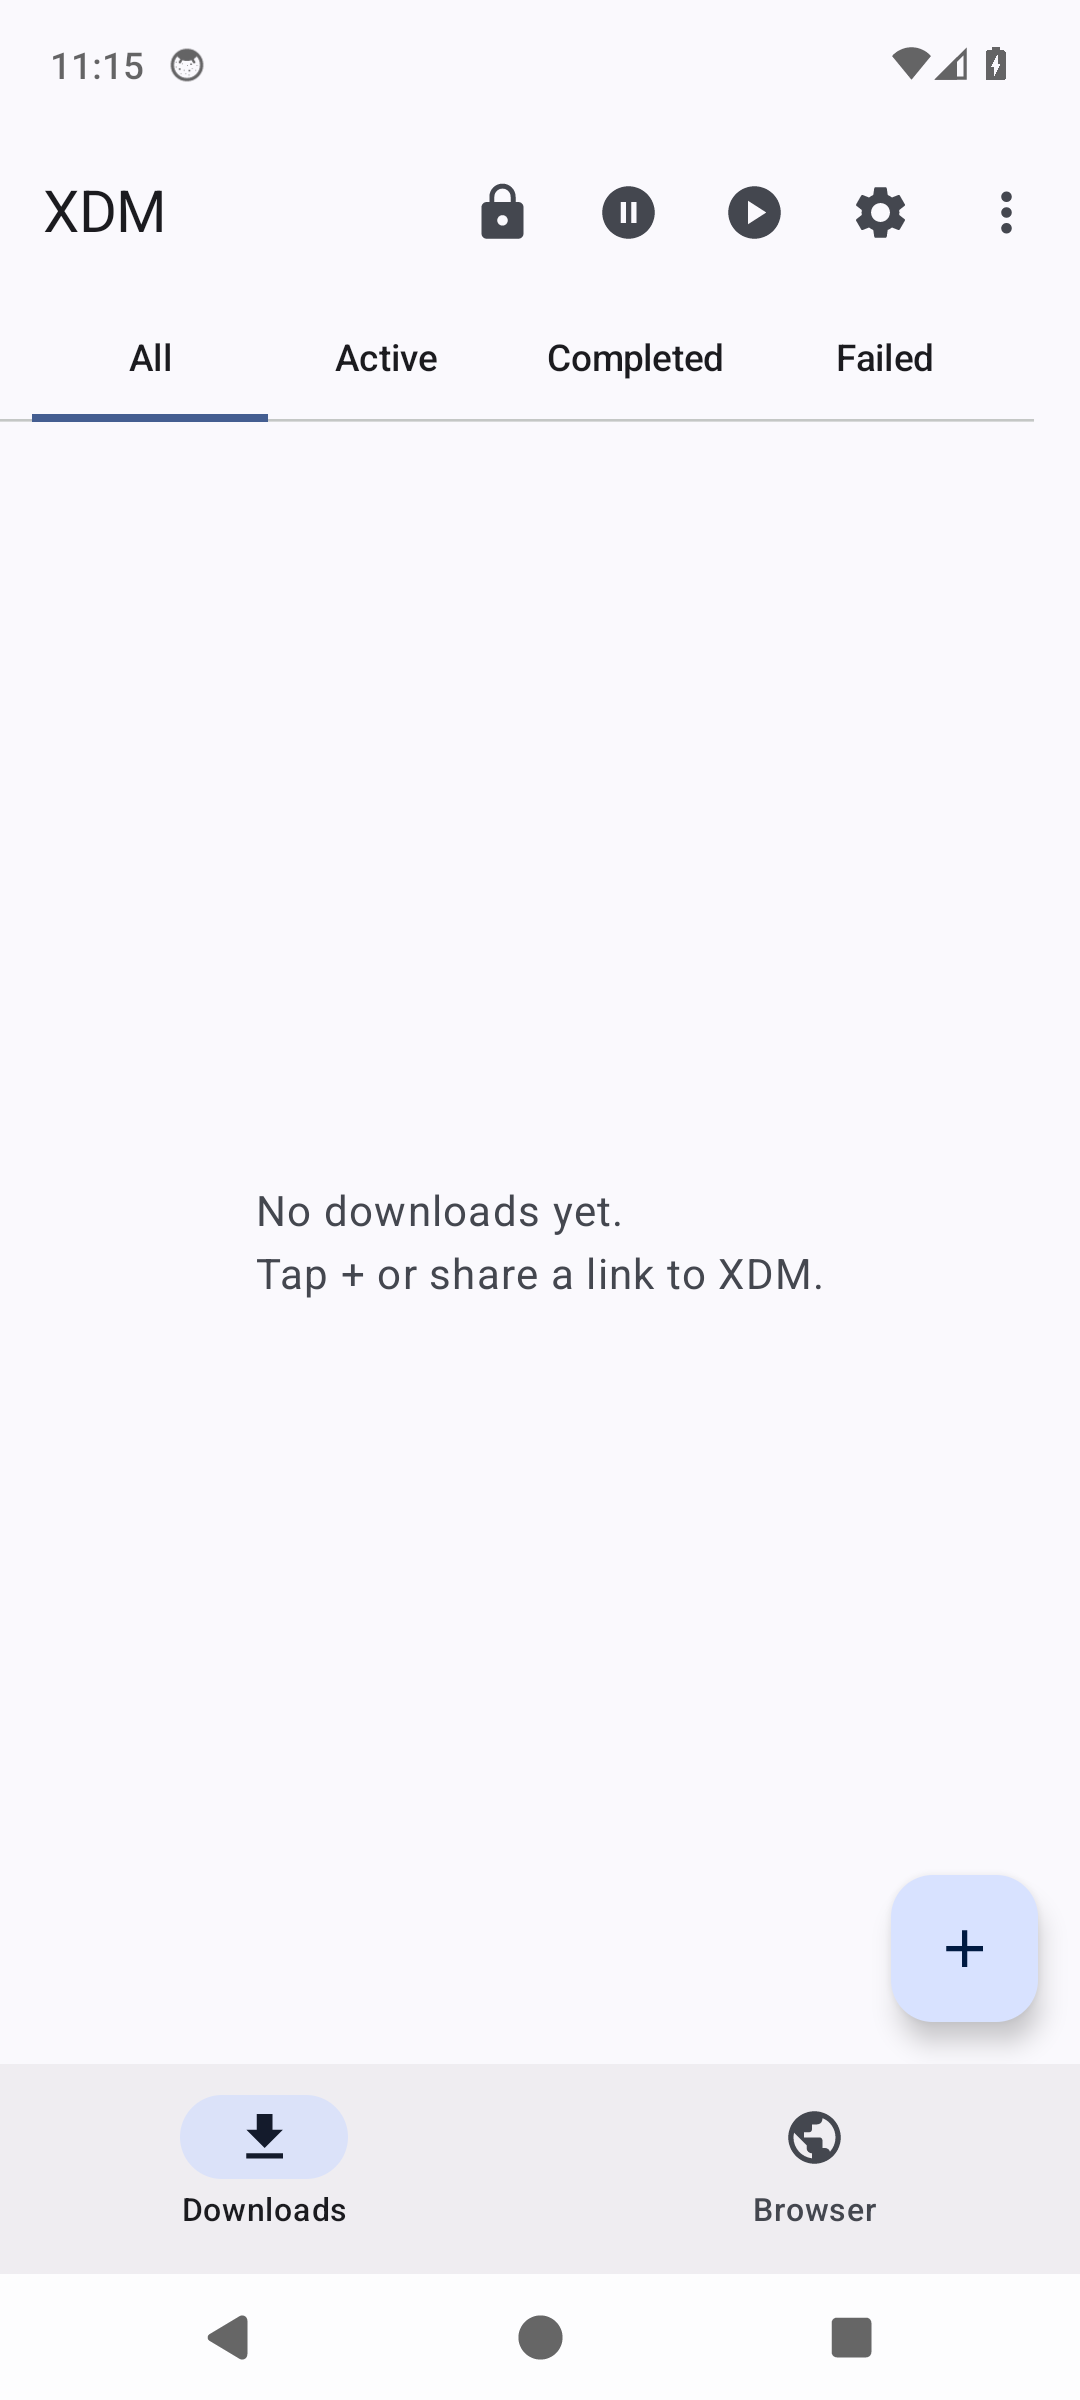 11:15
XDM
All
Active
Completed
Failed
No downloads yet.
Tap + or share a link to XDM.
Downloads
Browser